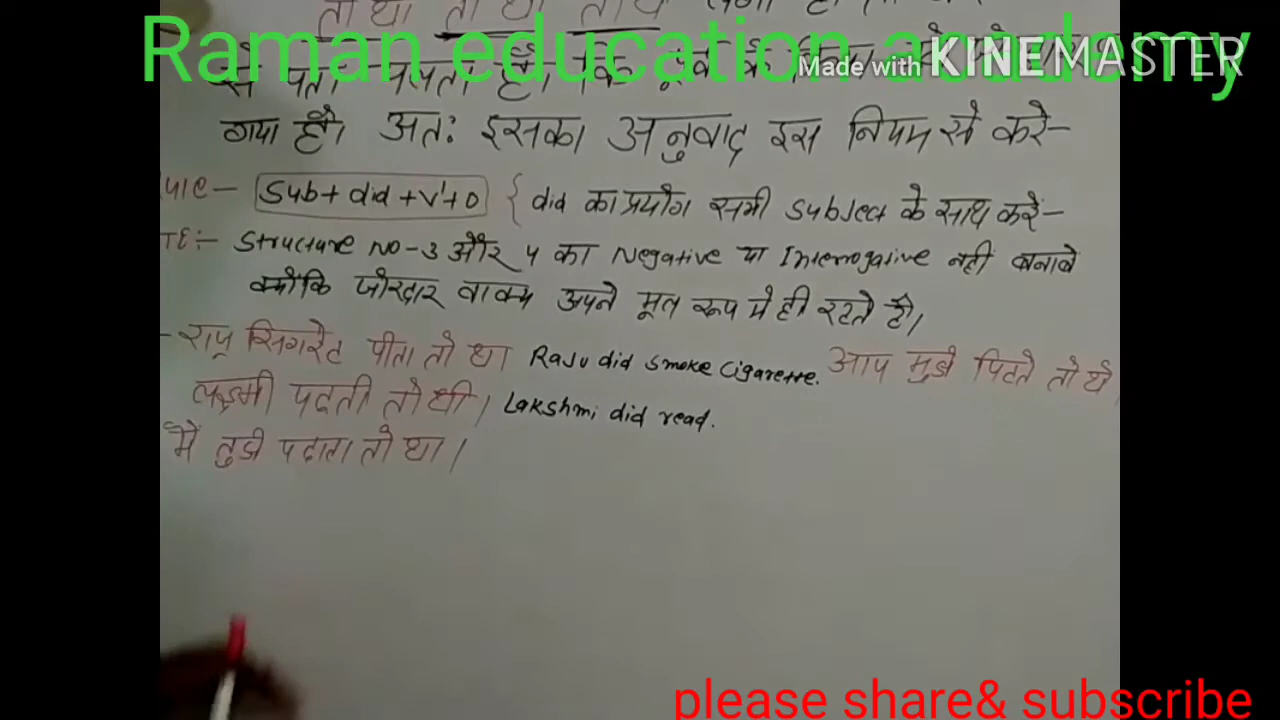 तो था तो थी तो थे
Raman education academy
Made with KINEMASTER
से पता चलता है। कि
गया है। अतः इसका अनुवाद इस नियम से करे-
Sub+ did +V'+O { did का प्रयोग सभी Subject के साथ करे-
TE:- Structure NO-3 और 4 का Negative या Interrogative नही बनावे
क्योंकि जोरदार वाक्य अपने मूल रूप मे ही रहते है।
- राजू सिगरेट पीता तो था Raju did smoke cigarette. आप मुझे पिटते तो थे।
लक्ष्मी पढती तो थी। Lakshmi did read.
मै तुझे पढाता तो था।
please share& subscribe